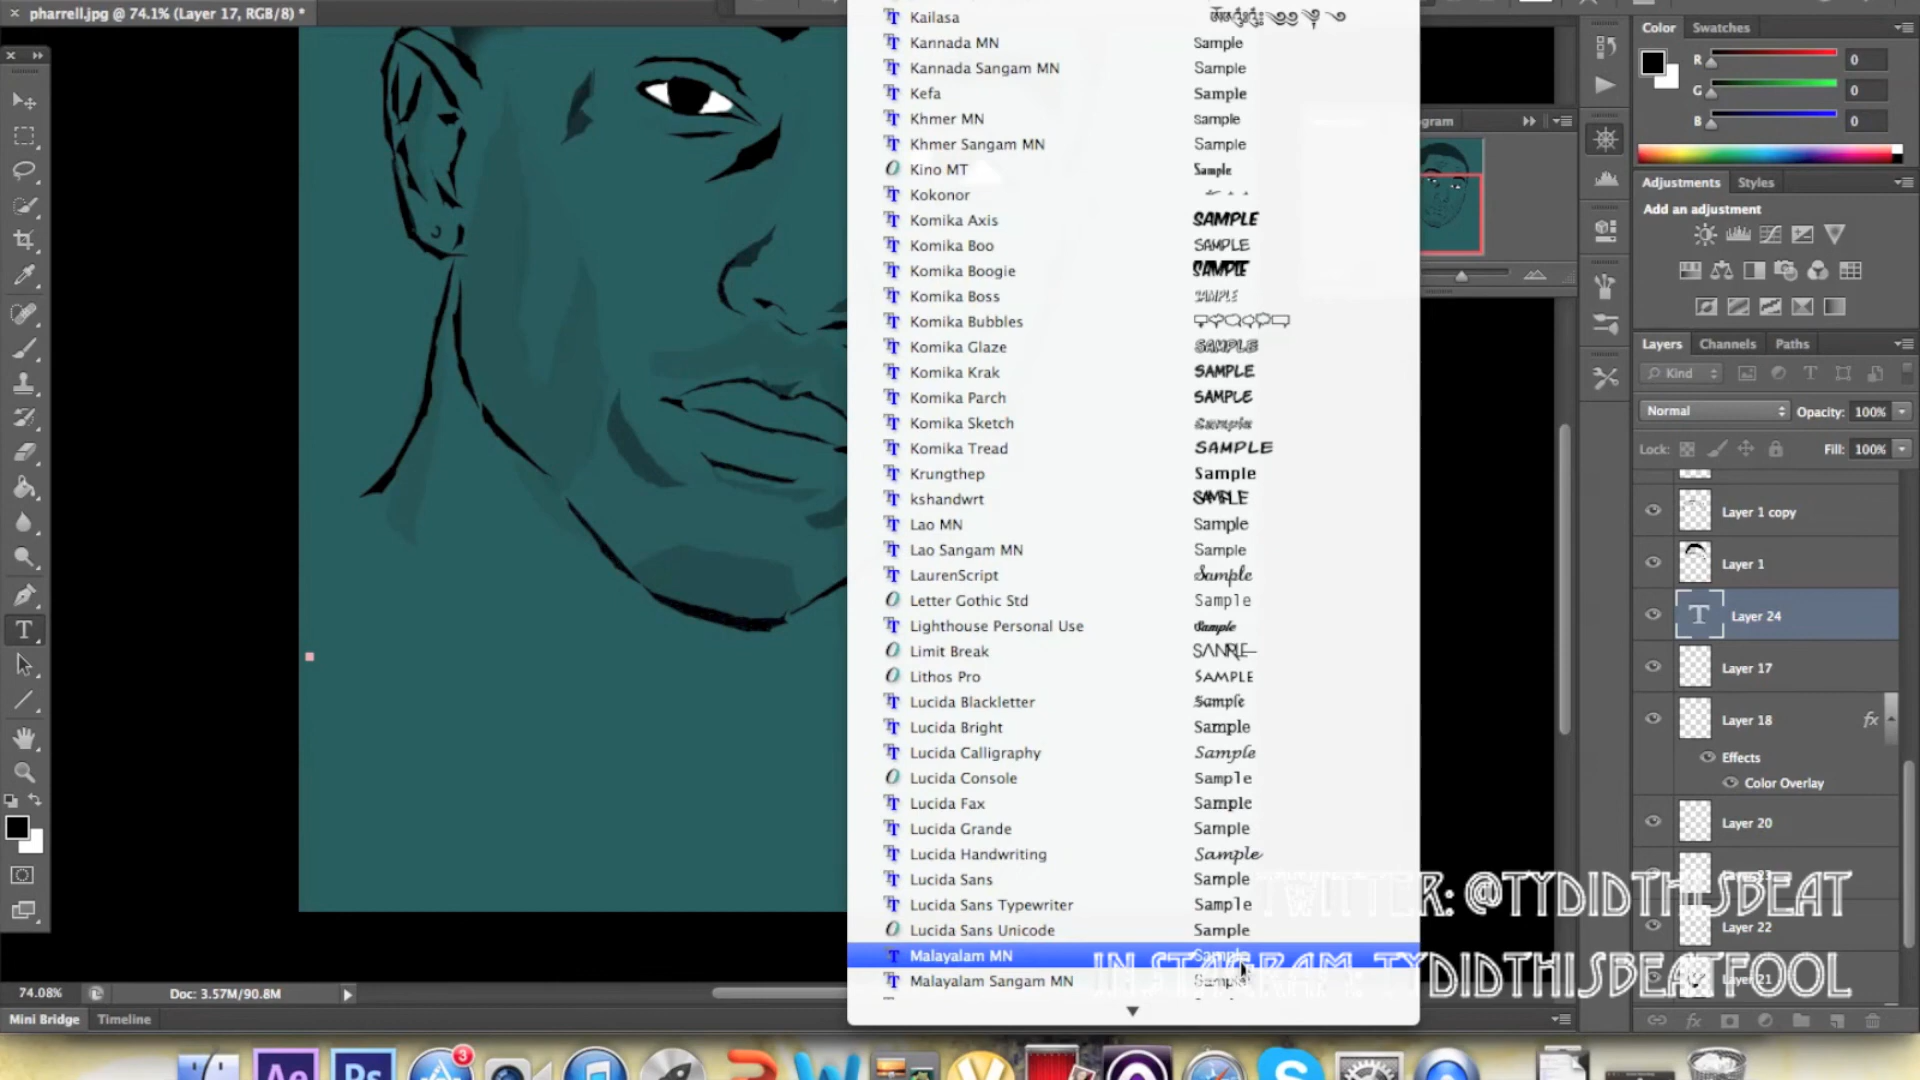 pharrell.jpg @ 74.1% (Layer 17, RGB/8) *
Kailasa
Kannada MN Sample
Kannada Sangam MN Sample
Kefa Sample
Khmer MN Sample
Khmer Sangam MN Sample
Kino MT Sample
Kokonor
Komika Axis SAMPLE
Komika Boo SAMPLE
Komika Boogie SAMPLE
Komika Boss SAMPLE
Komika Bubbles
Komika Glaze SAMPLE
Komika Krak SAMPLE
Komika Parch SAMPLE
Komika Sketch Sample
Komika Tread SAMPLE
Krungthep Sample
kshandwrt SAMPLE
Lao MN Sample
Lao Sangam MN Sample
LaurenScript Sample
Letter Gothic Std Sample
Lighthouse Personal Use Sample
Limit Break SAMPLE
Lithos Pro SAMPLE
Lucida Blackletter Sample
Lucida Bright Sample
Lucida Calligraphy Sample
Lucida Console Sample
Lucida Fax Sample
Lucida Grande Sample
Lucida Handwriting Sample
Lucida Sans Sample
Lucida Sans Typewriter Sample
Lucida Sans Unicode Sample
Malayalam MN Sample
Malayalam Sangam MN Sample
Color Swatches
R 0
G 0
B 0
Adjustments Styles
Add an adjustment
Layers Channels Paths
Kind
Normal Opacity: 100%
Lock: Fill: 100%
Layer 1 copy
Layer 1
T Layer 24
Layer 17
Layer 18 fx
Effects
Color Overlay
Layer 20
Layer 22
Layer 21
TWITTER: @TYDIDTHISBEAT
INSTAGRAM: TYDIDTHISBEATFOOL
74.08% Doc: 3.57M/90.8M
Mini Bridge Timeline
Ae
Ps
3